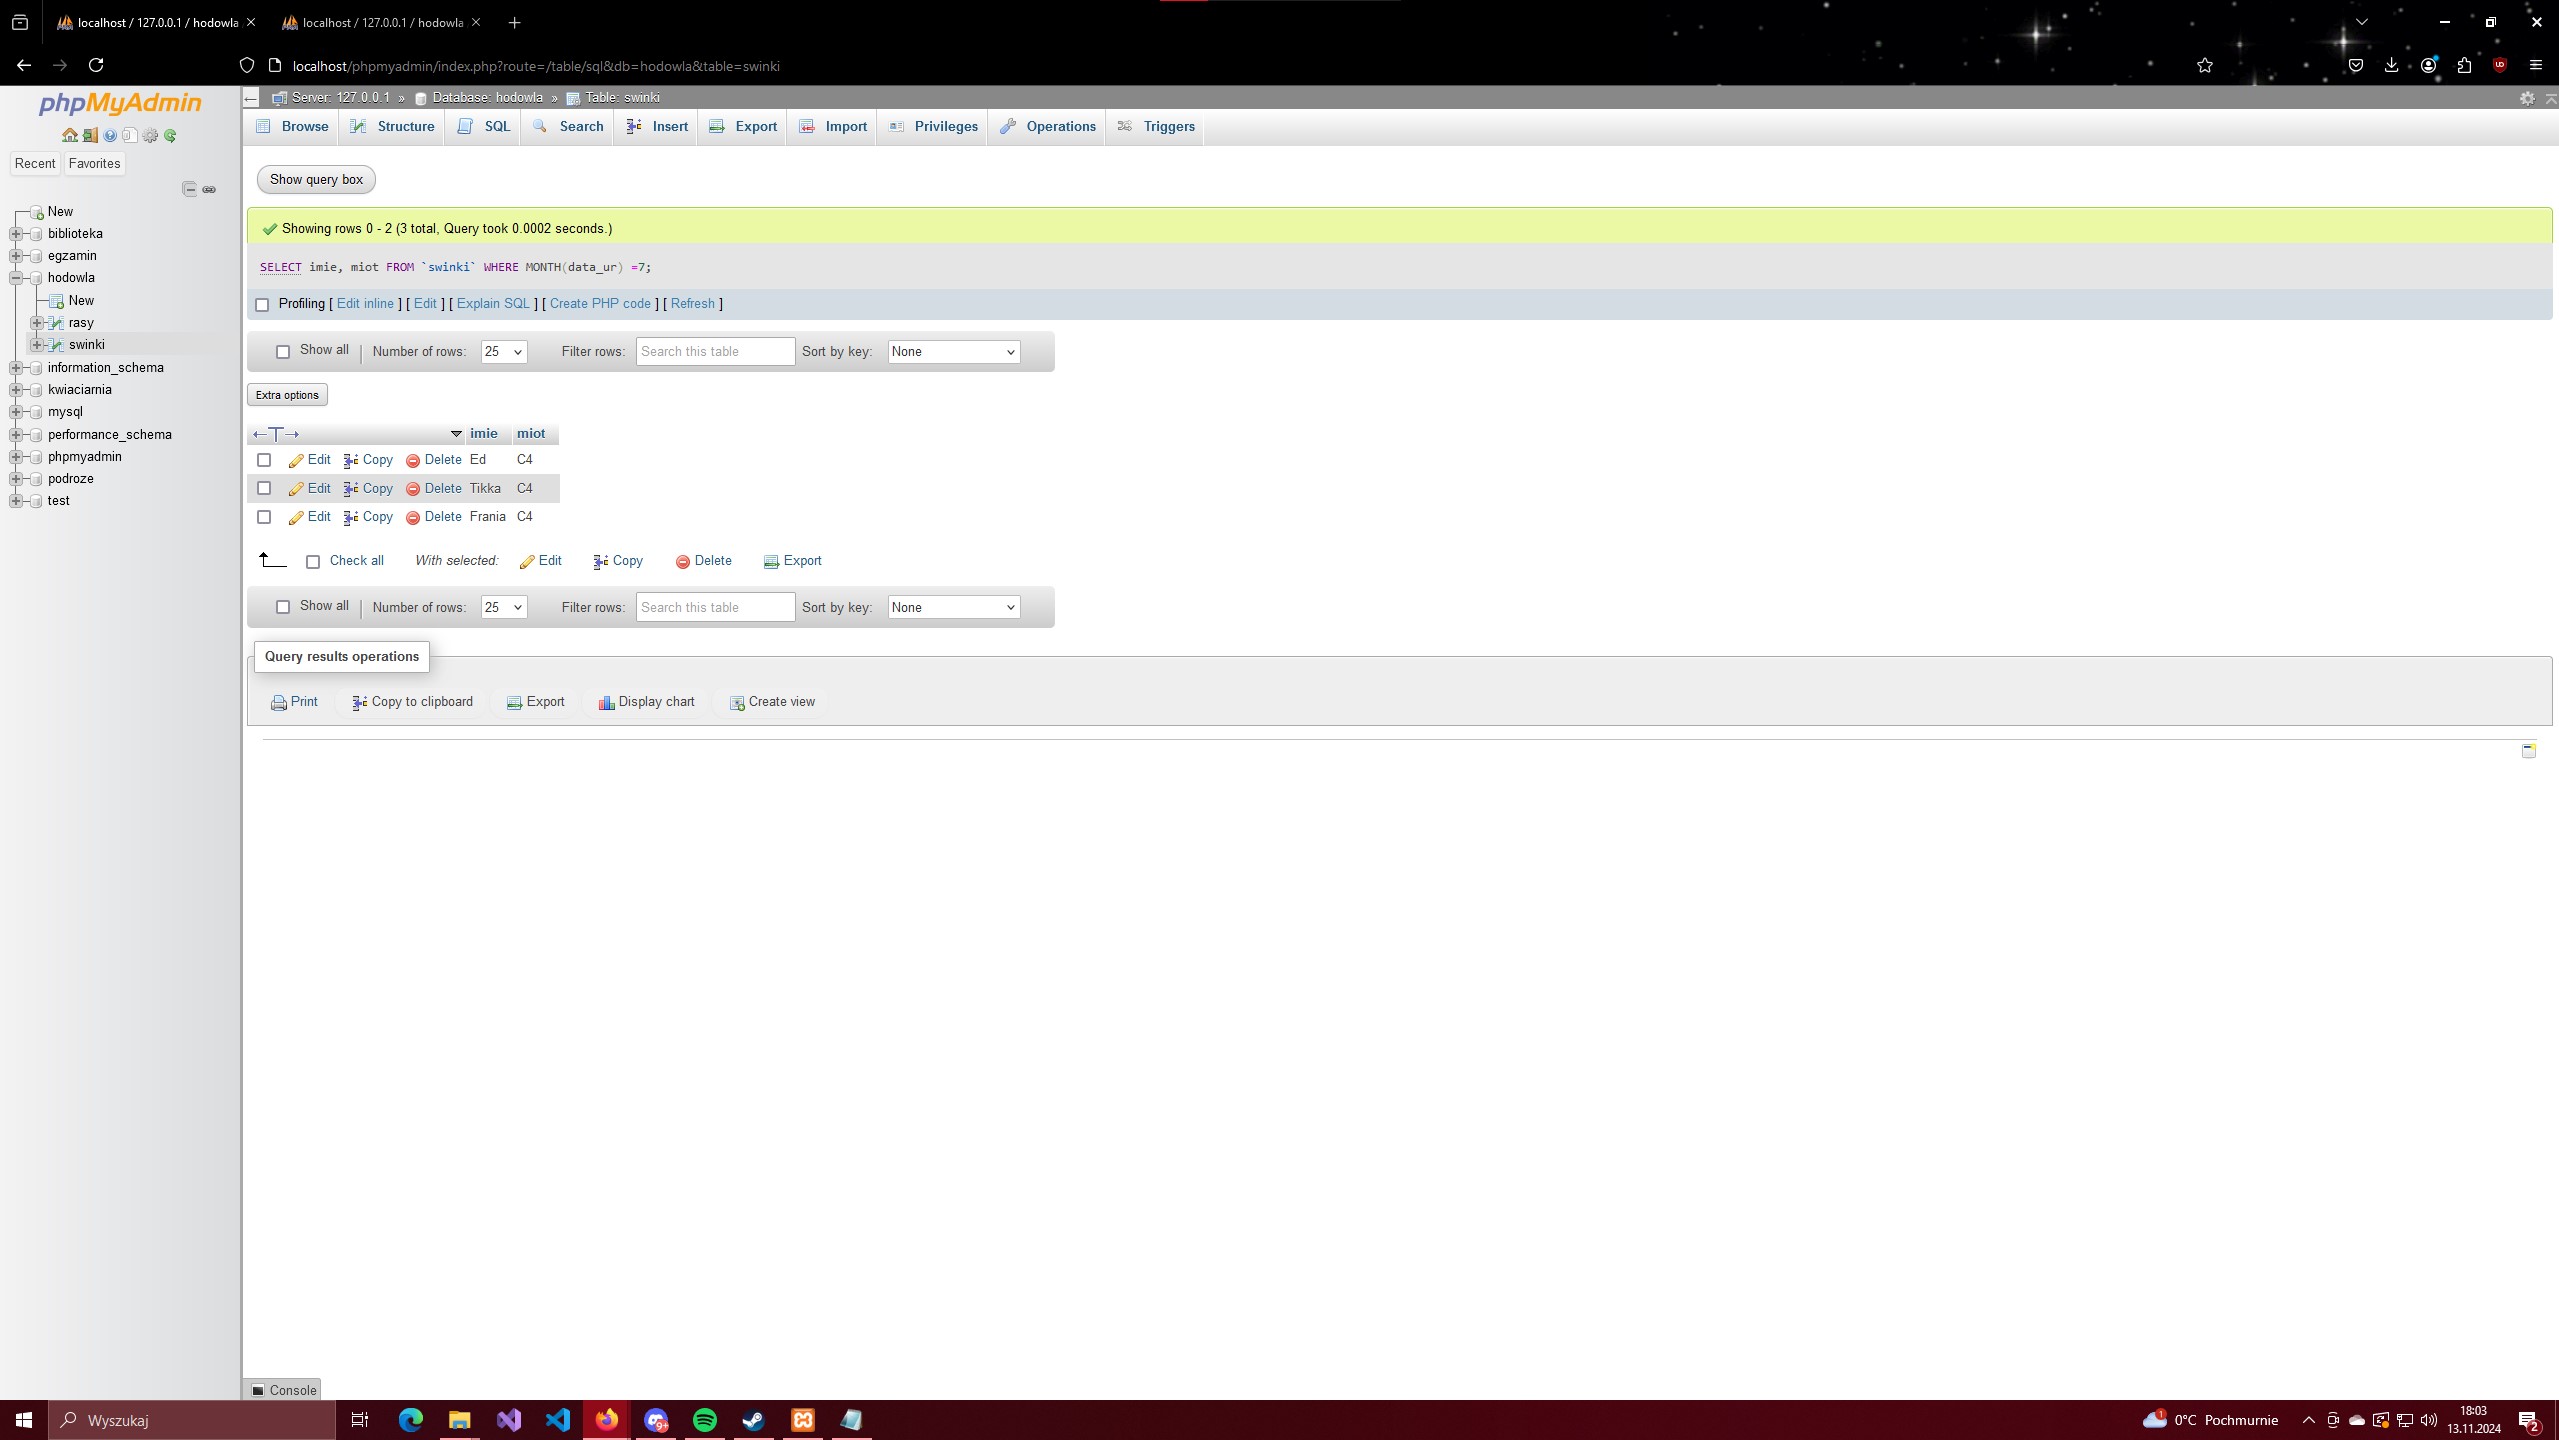 localhost / 127.0.0.1 / hodowla
localhost / 127.0.0.1 / hodowla
localhost/phpmyadmin/index.php?route=/table/sql&db=hodowla&table=swinki
phpMyAdmin
Recent Favorites
New
biblioteka
egzamin
hodowla
New
rasy
swinki
information_schema
kwiaciarnia
mysql
performance_schema
phpmyadmin
podroze
test
Server: 127.0.0.1 » Database: hodowla » Table: swinki
Browse Structure SQL Search Insert Export Import Privileges Operations Triggers
Show query box
Showing rows 0 - 2 (3 total, Query took 0.0002 seconds.)
SELECT imie, miot FROM `swinki` WHERE MONTH(data_ur) =7;
Profiling [ Edit inline ] [ Edit ] [ Explain SQL ] [ Create PHP code ] [ Refresh ]
Show all | Number of rows: 25 Filter rows: Search this table Sort by key: None
Extra options
←T→ imie miot
Edit Copy Delete Ed C4
Edit Copy Delete Tikka C4
Edit Copy Delete Frania C4
Check all With selected: Edit Copy Delete Export
Show all | Number of rows: 25 Filter rows: Search this table Sort by key: None
Query results operations
Print Copy to clipboard Export Display chart Create view
Console
Wyszukaj
9+
1
0°C Pochmurnie
18:03
13.11.2024
2